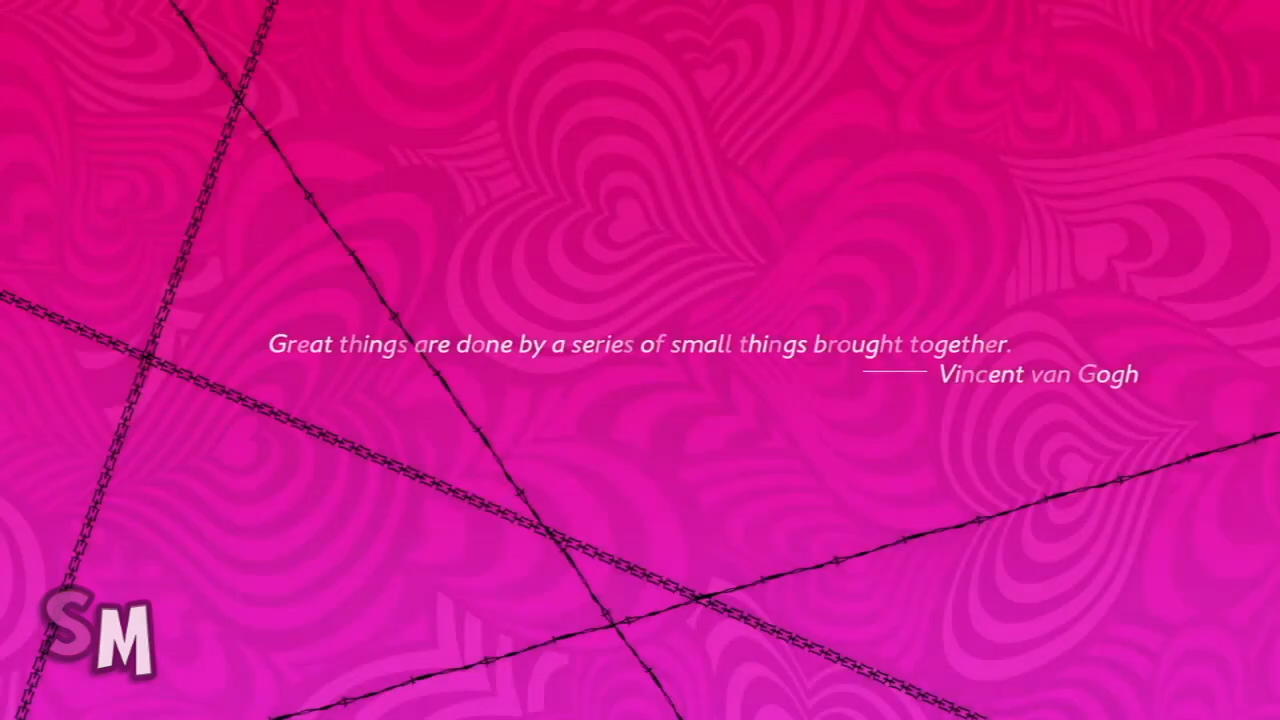 Great things are done by a series of small things brought together.
Vincent van Gogh
SM